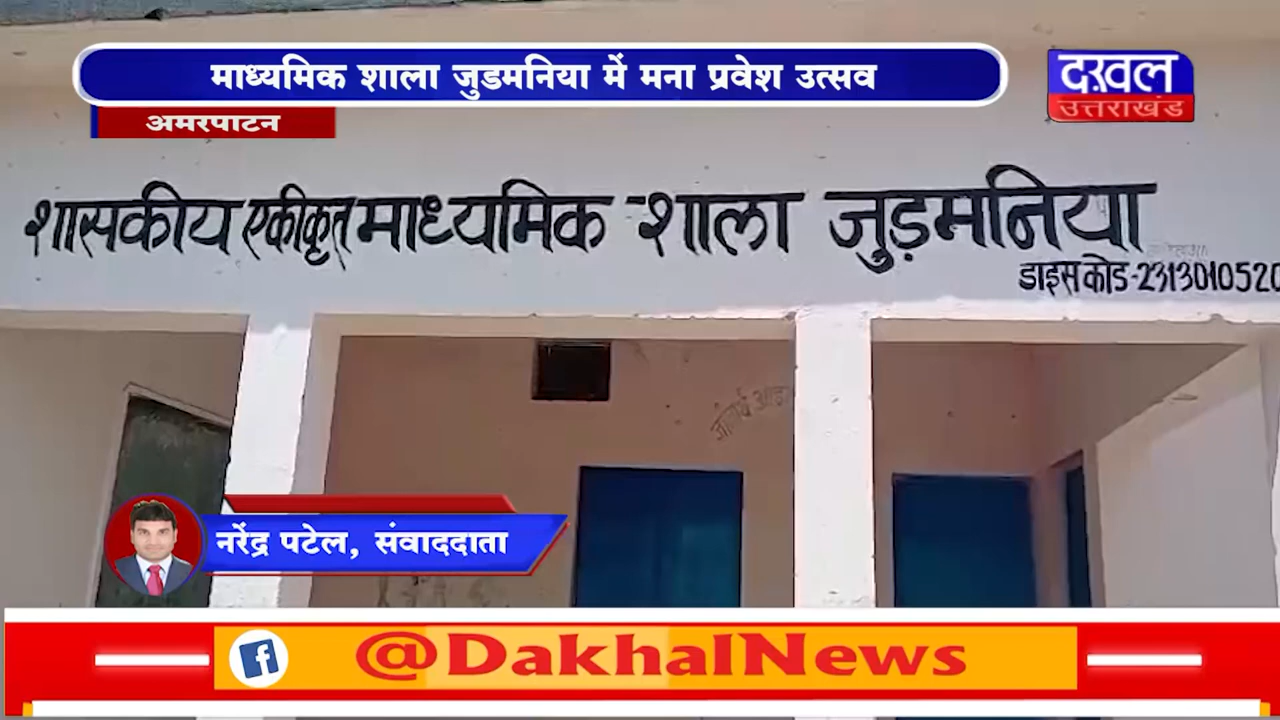 माध्यमिक शाला जुडमनिया में मना प्रवेश उत्सव
दख़ल
उत्तराखंड
अमरपाटन
शासकीय एकीकृत माध्यमिक शाला जुड़मनिया
डाइस कोड-2313010520
नरेंद्र पटेल, संवाददाता
@DakhalNews